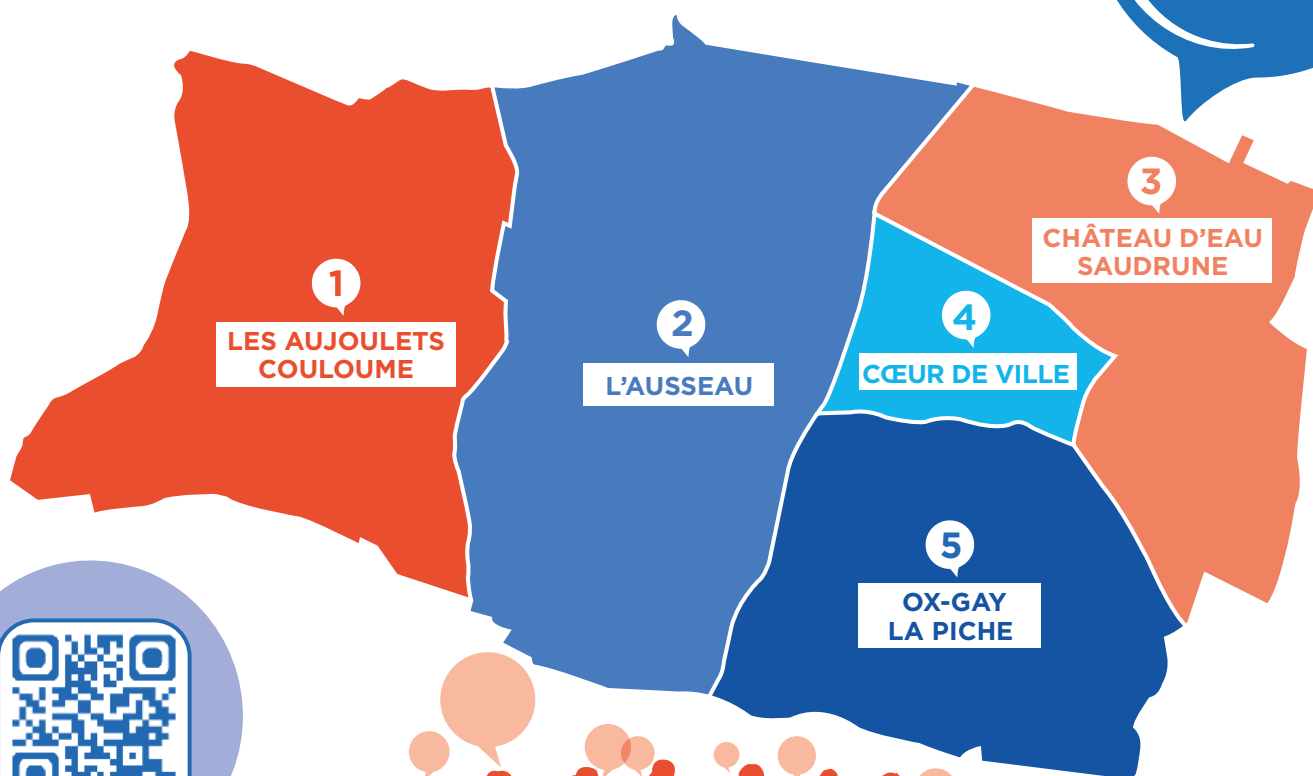 1
LES AUJOULETS
COULOUME
2
L'AUSSEAU
3
CHÂTEAU D'EAU
SAUDRUNE
4
CŒUR DE VILLE
5
OX-GAY
LA PICHE